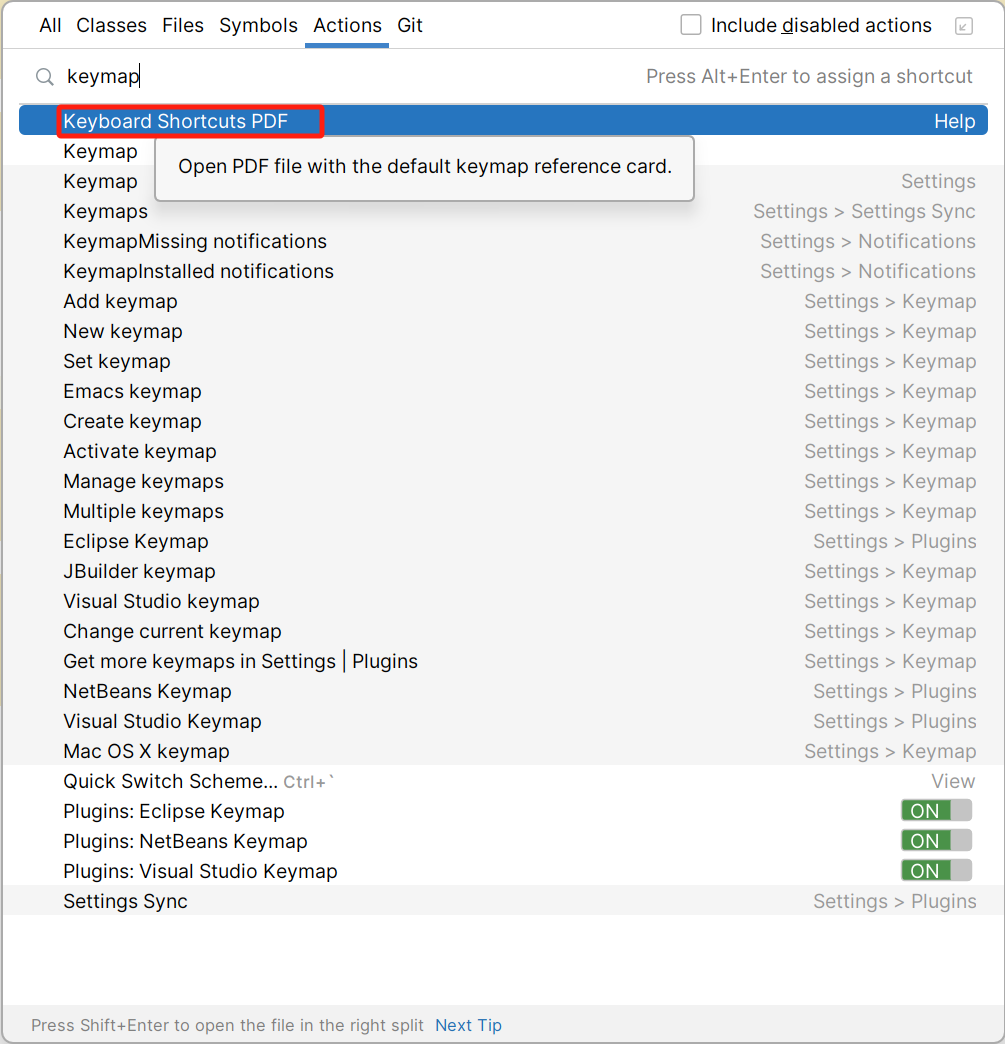 All Classes Files Symbols Actions Git Include disabled actions
keymap Press Alt+Enter to assign a shortcut
Keyboard Shortcuts PDF Help
Keymap
Open PDF file with the default keymap reference card.
Keymap Settings
Keymaps Settings > Settings Sync
KeymapMissing notifications Settings > Notifications
KeymapInstalled notifications Settings > Notifications
Add keymap Settings > Keymap
New keymap Settings > Keymap
Set keymap Settings > Keymap
Emacs keymap Settings > Keymap
Create keymap Settings > Keymap
Activate keymap Settings > Keymap
Manage keymaps Settings > Keymap
Multiple keymaps Settings > Keymap
Eclipse Keymap Settings > Plugins
JBuilder keymap Settings > Keymap
Visual Studio keymap Settings > Keymap
Change current keymap Settings > Keymap
Get more keymaps in Settings | Plugins Settings > Keymap
NetBeans Keymap Settings > Plugins
Visual Studio Keymap Settings > Plugins
Mac OS X keymap Settings > Keymap
Quick Switch Scheme... Ctrl+` View
Plugins: Eclipse Keymap ON
Plugins: NetBeans Keymap ON
Plugins: Visual Studio Keymap ON
Settings Sync Settings > Plugins
Press Shift+Enter to open the file in the right split Next Tip